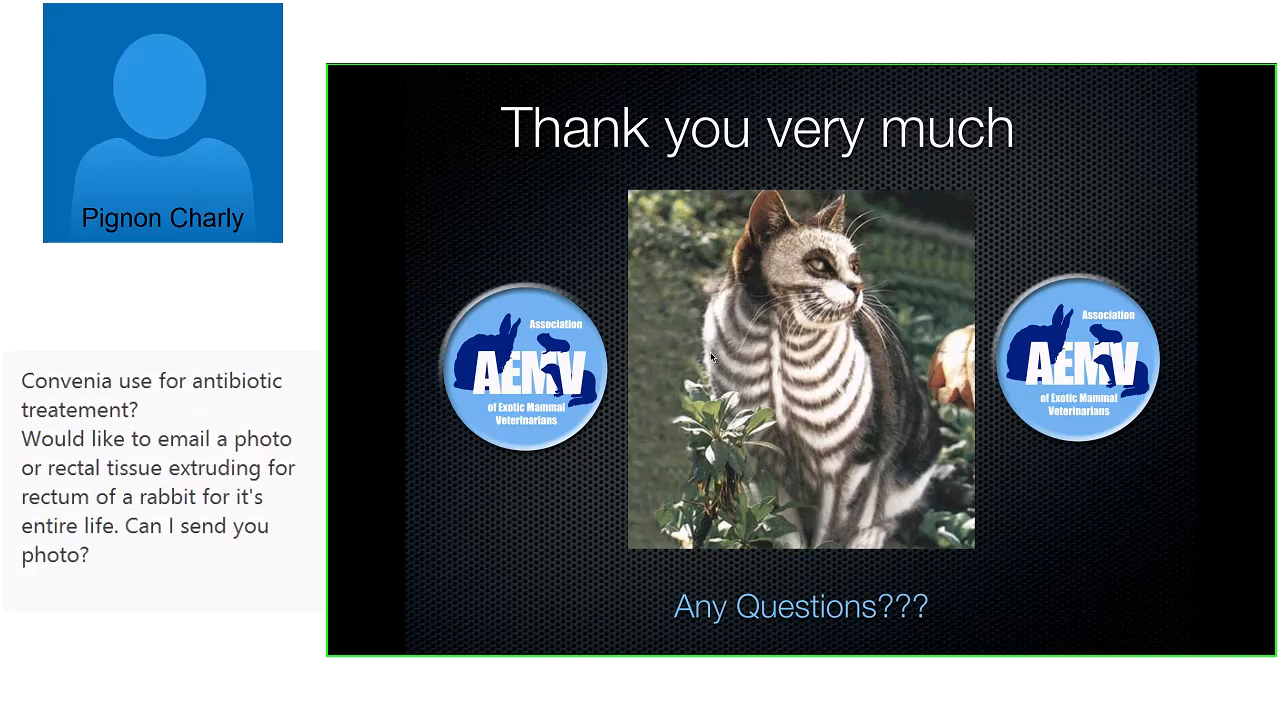 Pignon Charly
Convenia use for antibiotic
treatement?
Would like to email a photo
or rectal tissue extruding for
rectum of a rabbit for it's
entire life. Can I send you
photo?
Thank you very much
Association
AEMV
of Exotic Mammal
Veterinarians
Association
AEMV
of Exotic Mammal
Veterinarians
Any Questions???